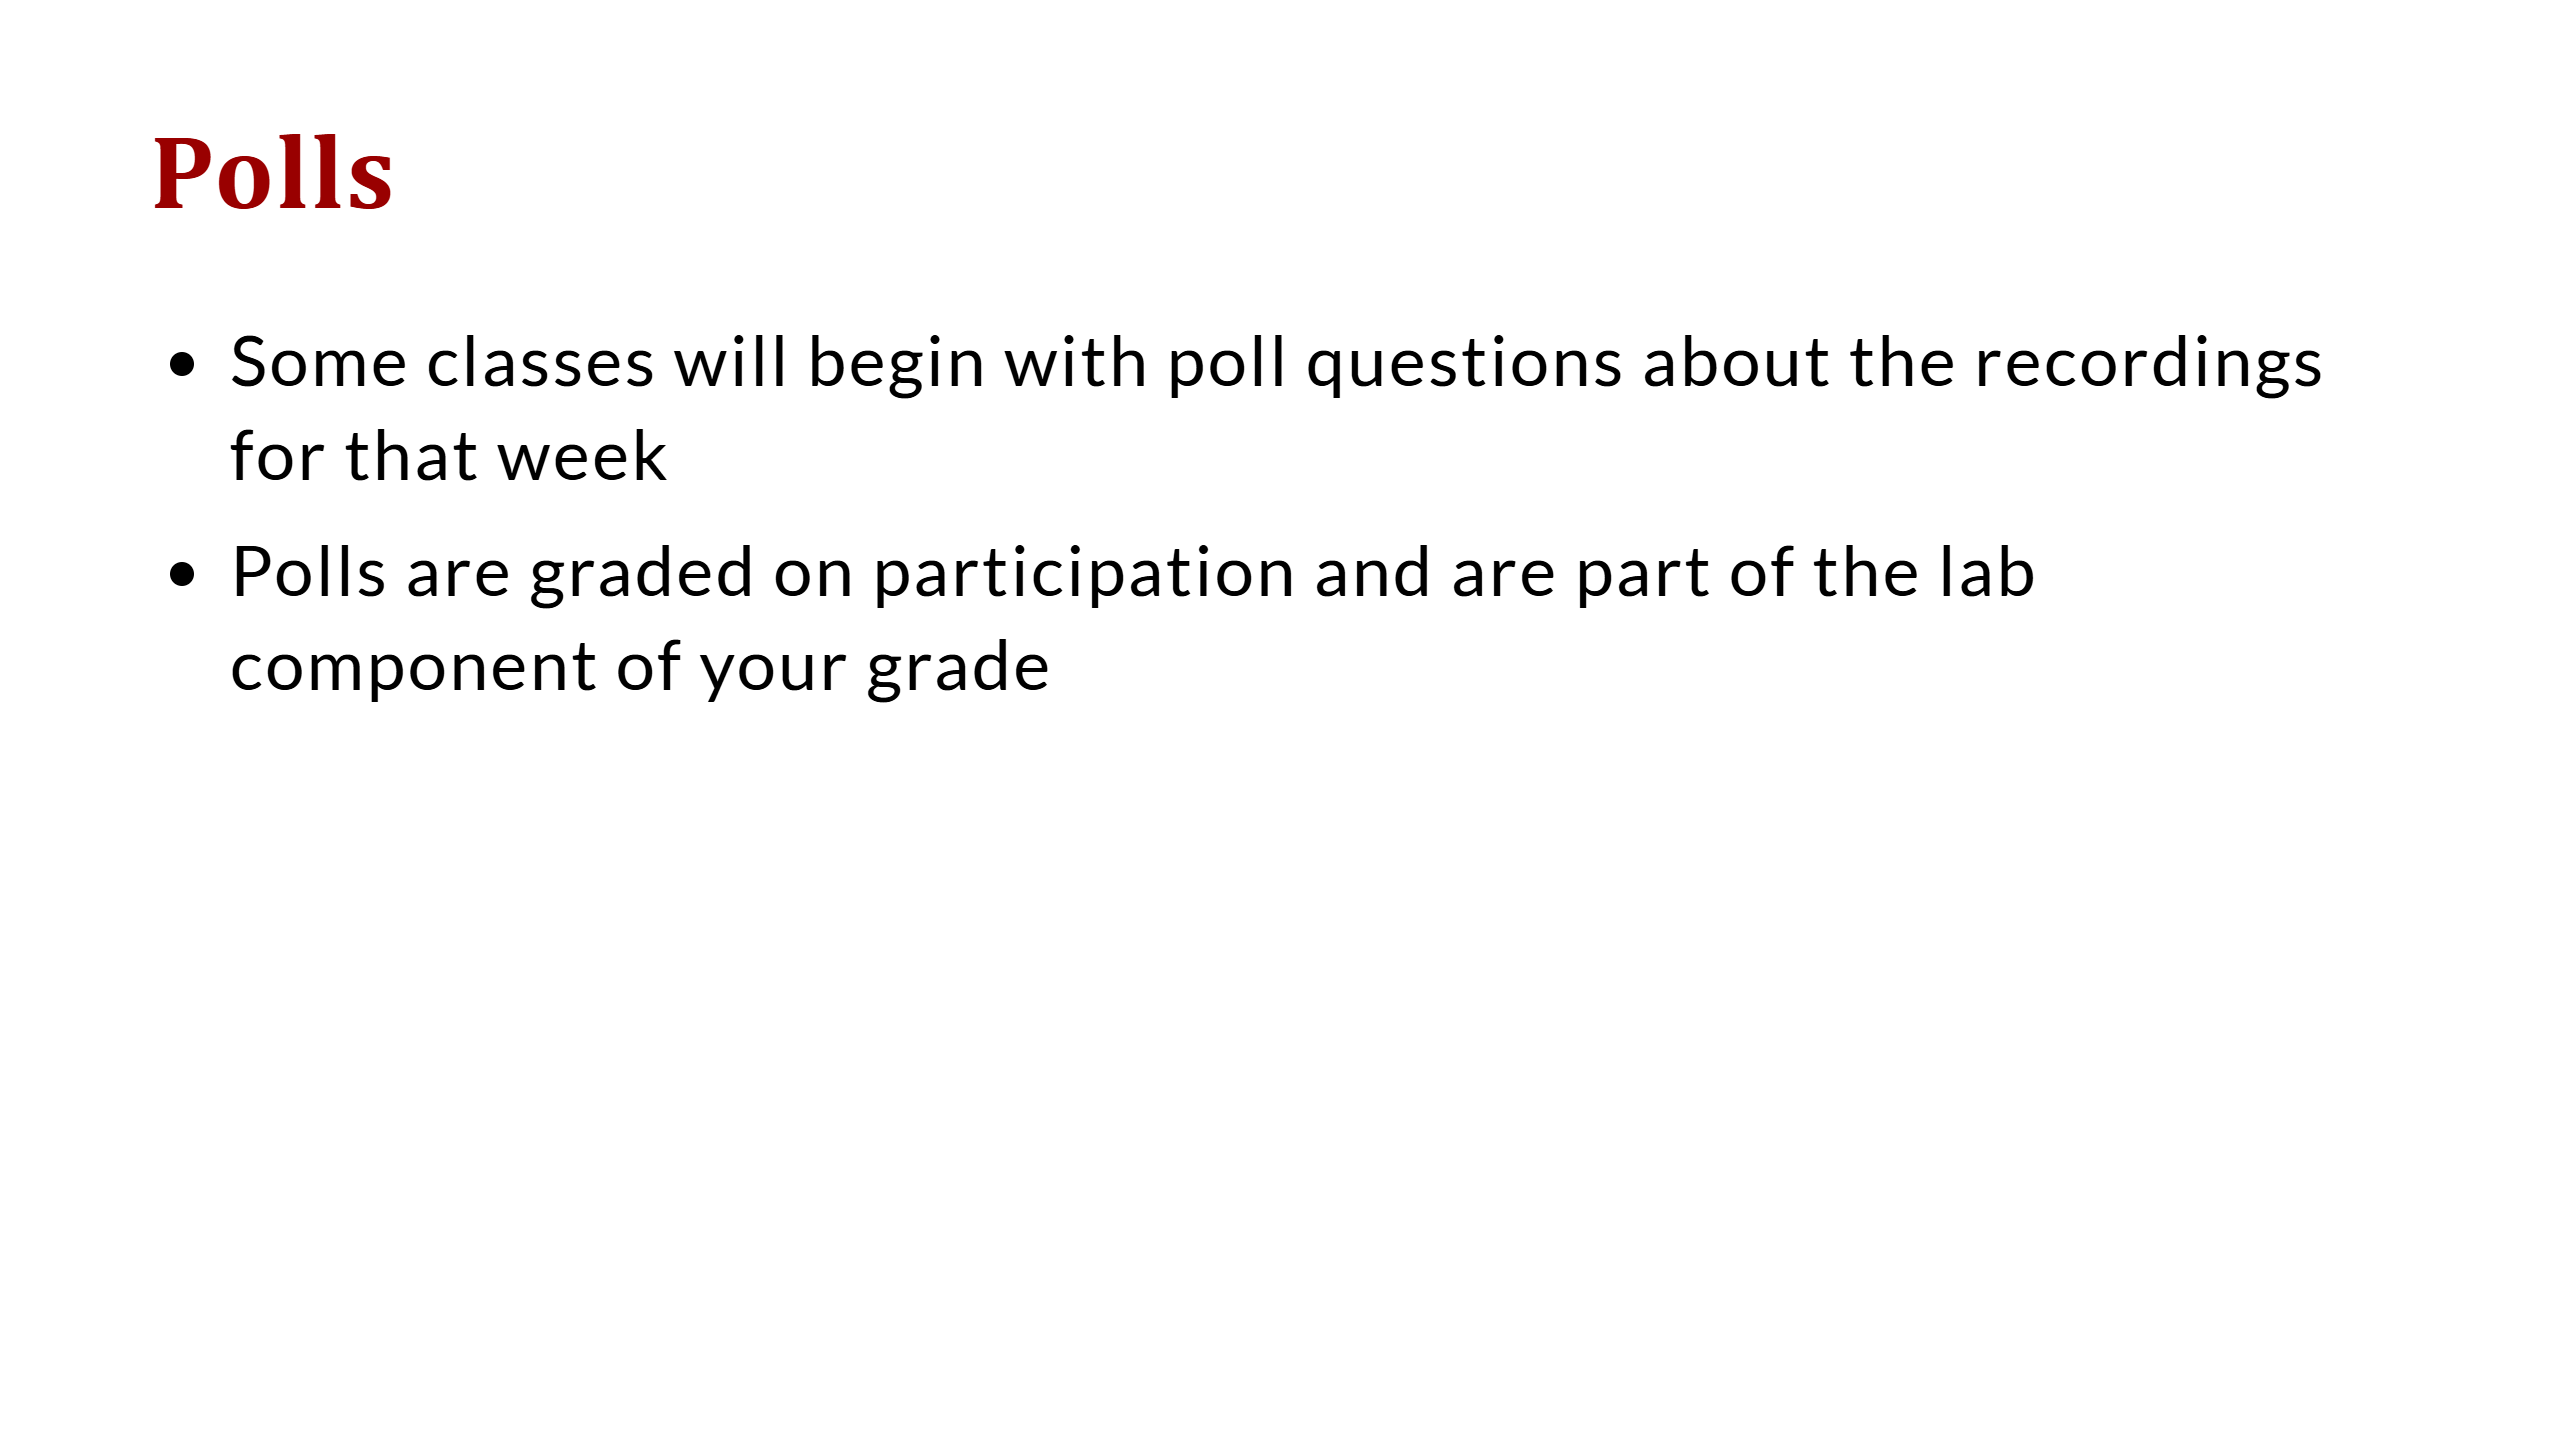 Polls
• Some classes will begin with poll questions about the recordings
for that week
• Polls are graded on participation and are part of the lab
component of your grade